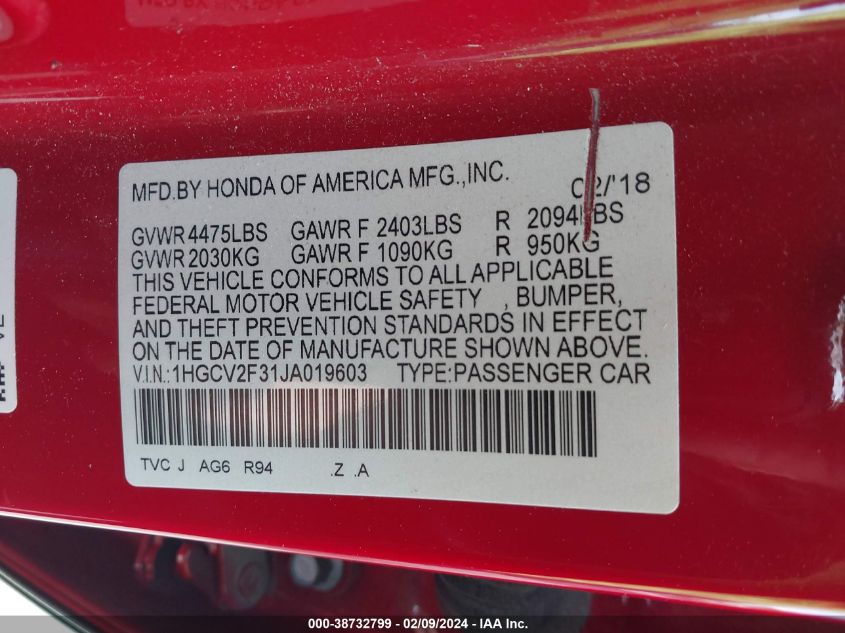 MFD.BY HONDA OF AMERICA MFG.,INC. 02/'18
GVWR 4475LBS GAWR F 2403LBS R 2094LBS
GVWR 2030KG GAWR F 1090KG R 950KG
THIS VEHICLE CONFORMS TO ALL APPLICABLE
FEDERAL MOTOR VEHICLE SAFETY , BUMPER,
AND THEFT PREVENTION STANDARDS IN EFFECT
ON THE DATE OF MANUFACTURE SHOWN ABOVE.
V.I.N.:1HGCV2F31JA019603 TYPE:PASSENGER CAR
TVC J AG6 R94 .Z .A
000-38732799 - 02/09/2024 - IAA Inc.